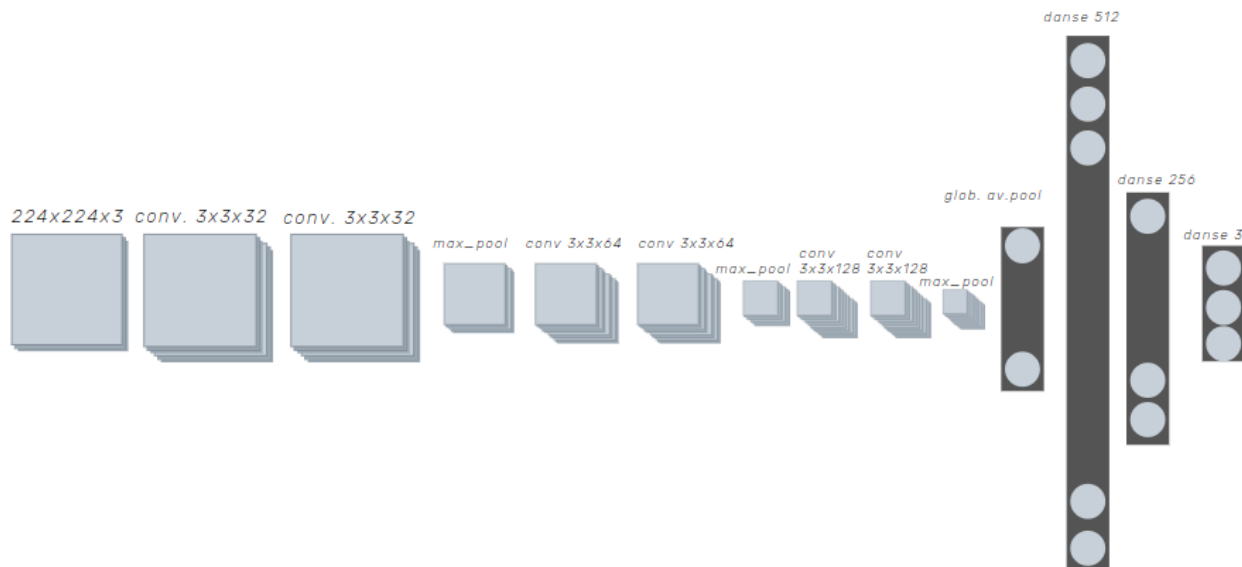 224x224x3
conv. 3x3x32
conv. 3x3x32
max_pool
conv 3x3x64
conv 3x3x64
max_pool
conv
3x3x128
conv
3x3x128
max_pool
glob. av.pool
danse 512
danse 256
danse 3